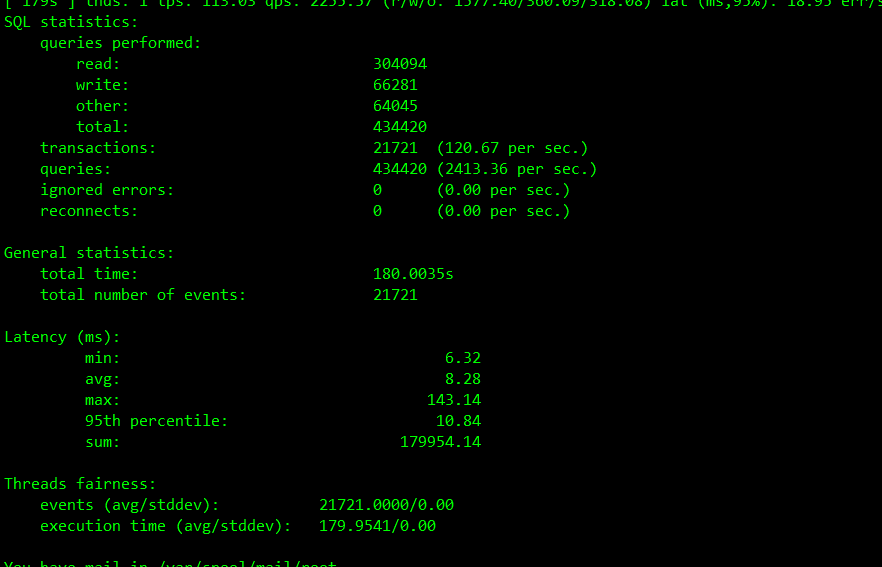 [ 179s ] thds: 1 tps: 113.03 qps: 2255.57 (r/w/o: 1577.40/360.09/318.08) lat (ms,95%): 18.95 err/s
SQL statistics:
queries performed:
read: 304094
write: 66281
other: 64045
total: 434420
transactions: 21721 (120.67 per sec.)
queries: 434420 (2413.36 per sec.)
ignored errors: 0 (0.00 per sec.)
reconnects: 0 (0.00 per sec.)
General statistics:
total time: 180.0035s
total number of events: 21721
Latency (ms):
min: 6.32
avg: 8.28
max: 143.14
95th percentile: 10.84
sum: 179954.14
Threads fairness:
events (avg/stddev): 21721.0000/0.00
execution time (avg/stddev): 179.9541/0.00
You have mail in /var/spool/mail/root